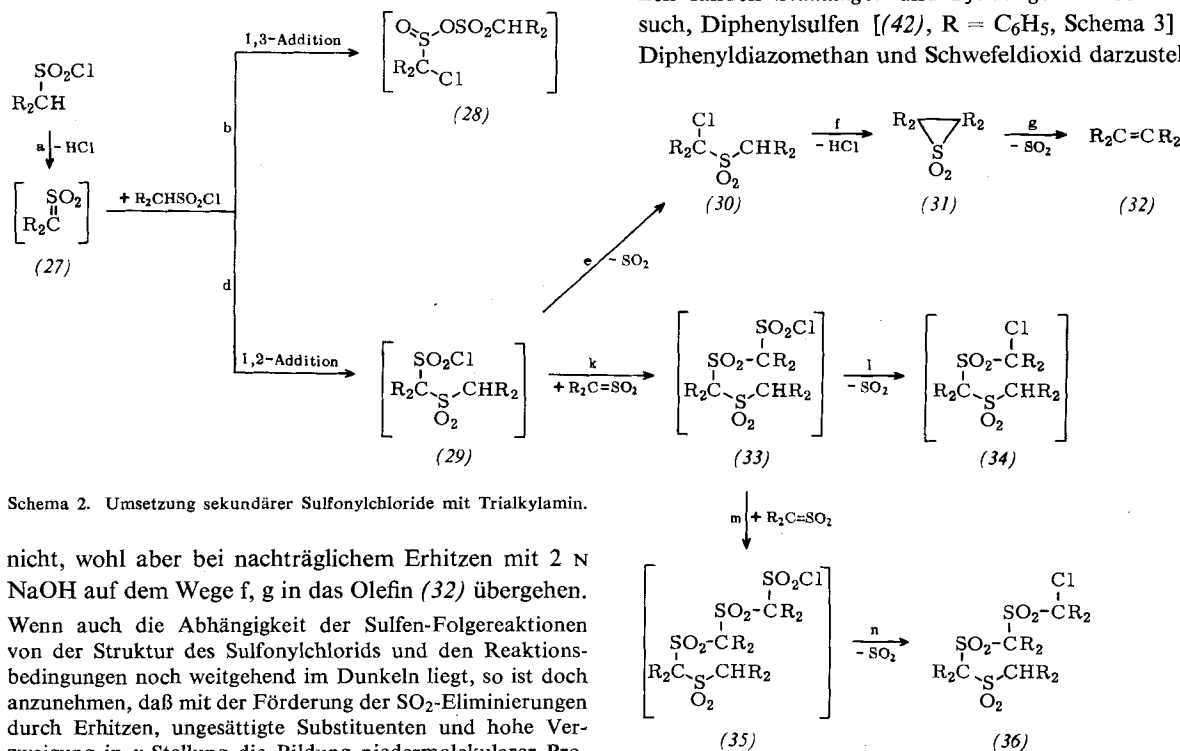 such, Diphenylsulfen [(42), R = C6H5, Schema 3]
Diphenyldiazomethan und Schwefeldioxid darzustel
SO2Cl
R2CH
a
-HCl
SO2
R2C
(27)
+ R2CHSO2Cl
b
1,3-Addition
O
S
OSO2CHR2
R2C
Cl
(28)
d
1,2-Addition
SO2Cl
R2C
S
O2
CHR2
(29)
e
- SO2
Cl
R2C
S
O2
CHR2
(30)
f
- HCl
R2
R2
S
O2
(31)
g
- SO2
R2C=CR2
(32)
k
+ R2C=SO2
SO2Cl
SO2-CR2
R2C
S
O2
CHR2
(33)
l
-SO2
Cl
SO2-CR2
R2C
S
O2
CHR2
(34)
m
+ R2C=SO2
SO2Cl
SO2-CR2
SO2-CR2
R2C
S
O2
CHR2
(35)
n
-SO2
Cl
SO2-CR2
SO2-CR2
R2C
S
O2
CHR2
(36)
Schema 2. Umsetzung sekundärer Sulfonylchloride mit Trialkylamin.
nicht, wohl aber bei nachträglichem Erhitzen mit 2 N
NaOH auf dem Wege f, g in das Olefin (32) übergehen.
Wenn auch die Abhängigkeit der Sulfen-Folgereaktionen
von der Struktur des Sulfonylchlorids und den Reaktions-
bedingungen noch weitgehend im Dunkeln liegt, so ist doch
anzunehmen, daß mit der Förderung der SO2-Eliminierungen
durch Erhitzen, ungesättigte Substituenten und hohe Ver-
die Bildung niedermolekularer